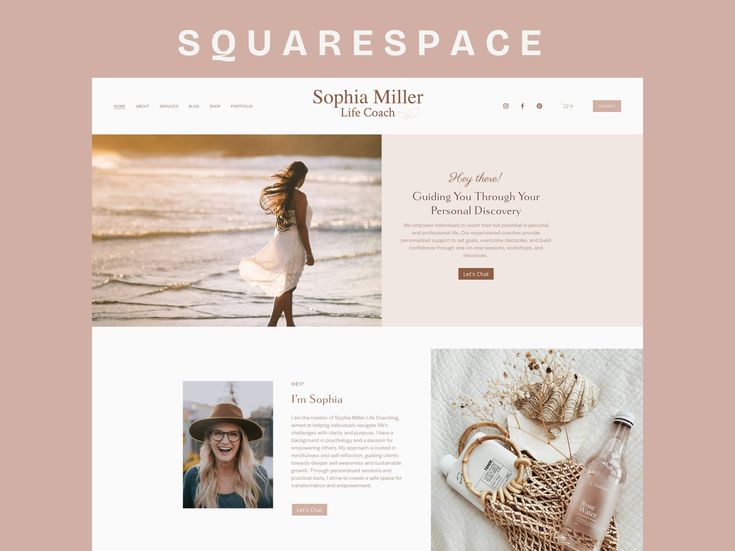 SQUARESPACE
HOME ABOUT SERVICES BLOG SHOP PORTFOLIO
Sophia Miller
Life Coach
0
CONTACT
Hey there!
Guiding You Through Your
Personal Discovery
We empower individuals to reach their full potential in personal
and professional life. Our experienced coaches provide
personalized support to set goals, overcome obstacles, and build
confidence through one-on-one sessions, workshops, and
resources.
Let's Chat
HEY!
I'm Sophia
I am the creator of Sophia Miller Life Coaching,
aimed at helping individuals navigate life's
challenges with clarity and purpose. I have a
background in psychology and a passion for
empowering others. My approach is rooted in
mindfulness and self-reflection, guiding clients
towards deeper self-awareness and sustainable
growth. Through personalized sessions and
practical tools, I strive to create a safe space for
transformation and empowerment.
Let's Chat
Rose
Water